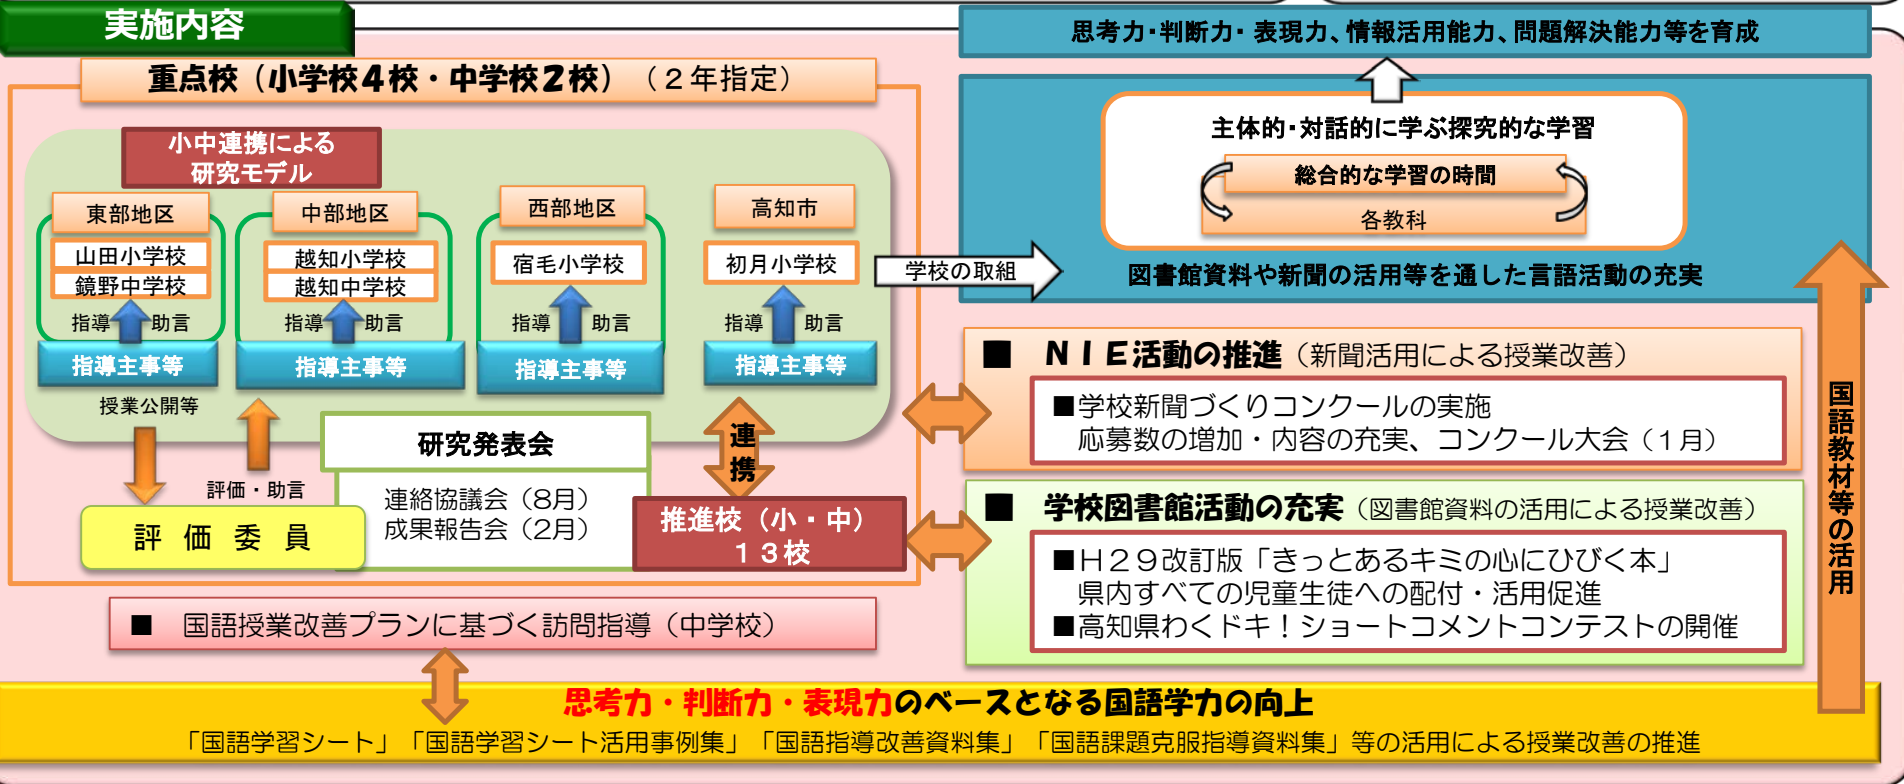 実施内容
重点校（小学校４校・中学校２校）（２年指定）
小中連携による
研究モデル
東部地区
山田小学校
鏡野中学校
指導 助言
指導主事等
中部地区
越知小学校
越知中学校
指導 助言
指導主事等
西部地区
宿毛小学校
指導 助言
指導主事等
高知市
初月小学校
指導 助言
指導主事等
授業公開等
評価・助言
評価委員
研究発表会
連絡協議会（8月）
成果報告会（2月）
連携
推進校（小・中）
１３校
学校の取組
思考力・判断力・表現力、情報活用能力、問題解決能力等を育成
主体的・対話的に学ぶ探究的な学習
総合的な学習の時間
各教科
図書館資料や新聞の活用等を通した言語活動の充実
■ ＮＩＥ活動の推進（新聞活用による授業改善）
■学校新聞づくりコンクールの実施
応募数の増加・内容の充実、コンクール大会（１月）
■ 学校図書館活動の充実（図書館資料の活用による授業改善）
■Ｈ２９改訂版「きっとあるキミの心にひびく本」
県内すべての児童生徒への配付・活用促進
■高知県わくドキ！ショートコメントコンテストの開催
国語教材等の活用
■ 国語授業改善プランに基づく訪問指導（中学校）
思考力・判断力・表現力のベースとなる国語学力の向上
「国語学習シート」「国語学習シート活用事例集」「国語指導改善資料集」「国語課題克服指導資料集」等の活用による授業改善の推進